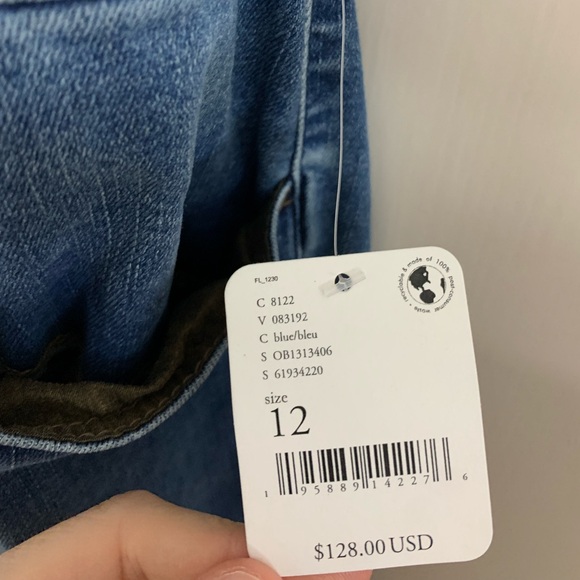 FL_1230
C 8122
V 083192
C blue/bleu
S OB1313406
S 61934220
recyclable & made of 100% post-consumer waste
size
12
1 95889 14227 6
$128.00 USD